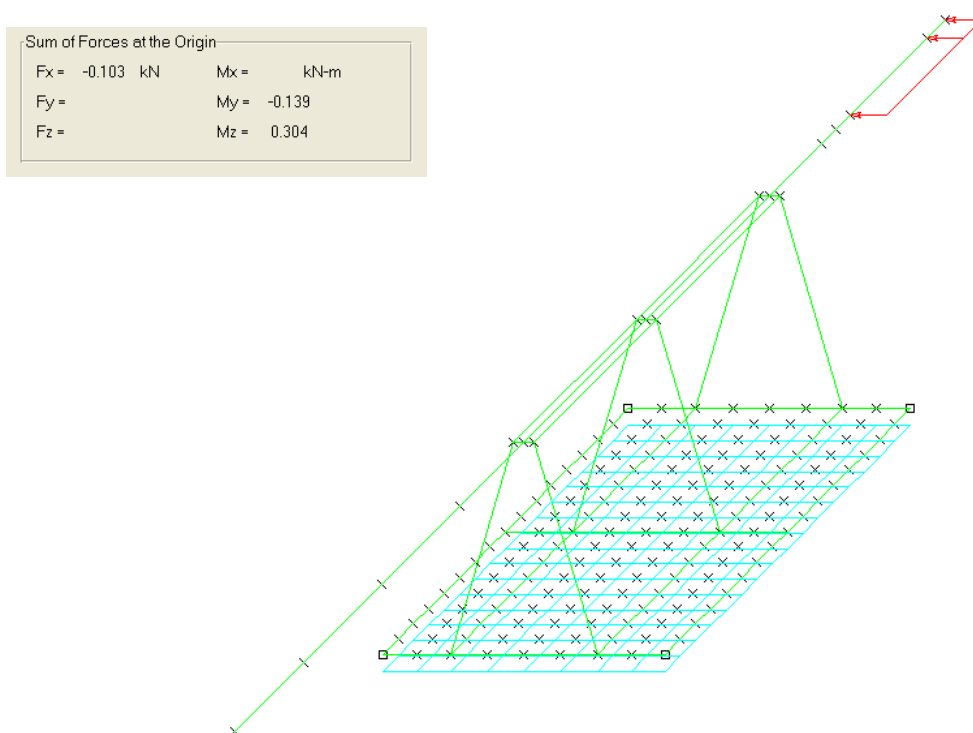 Sum of Forces at the Origin
Fx = -0.103 kN Mx = kN-m
Fy = My = -0.139
Fz = Mz = 0.304